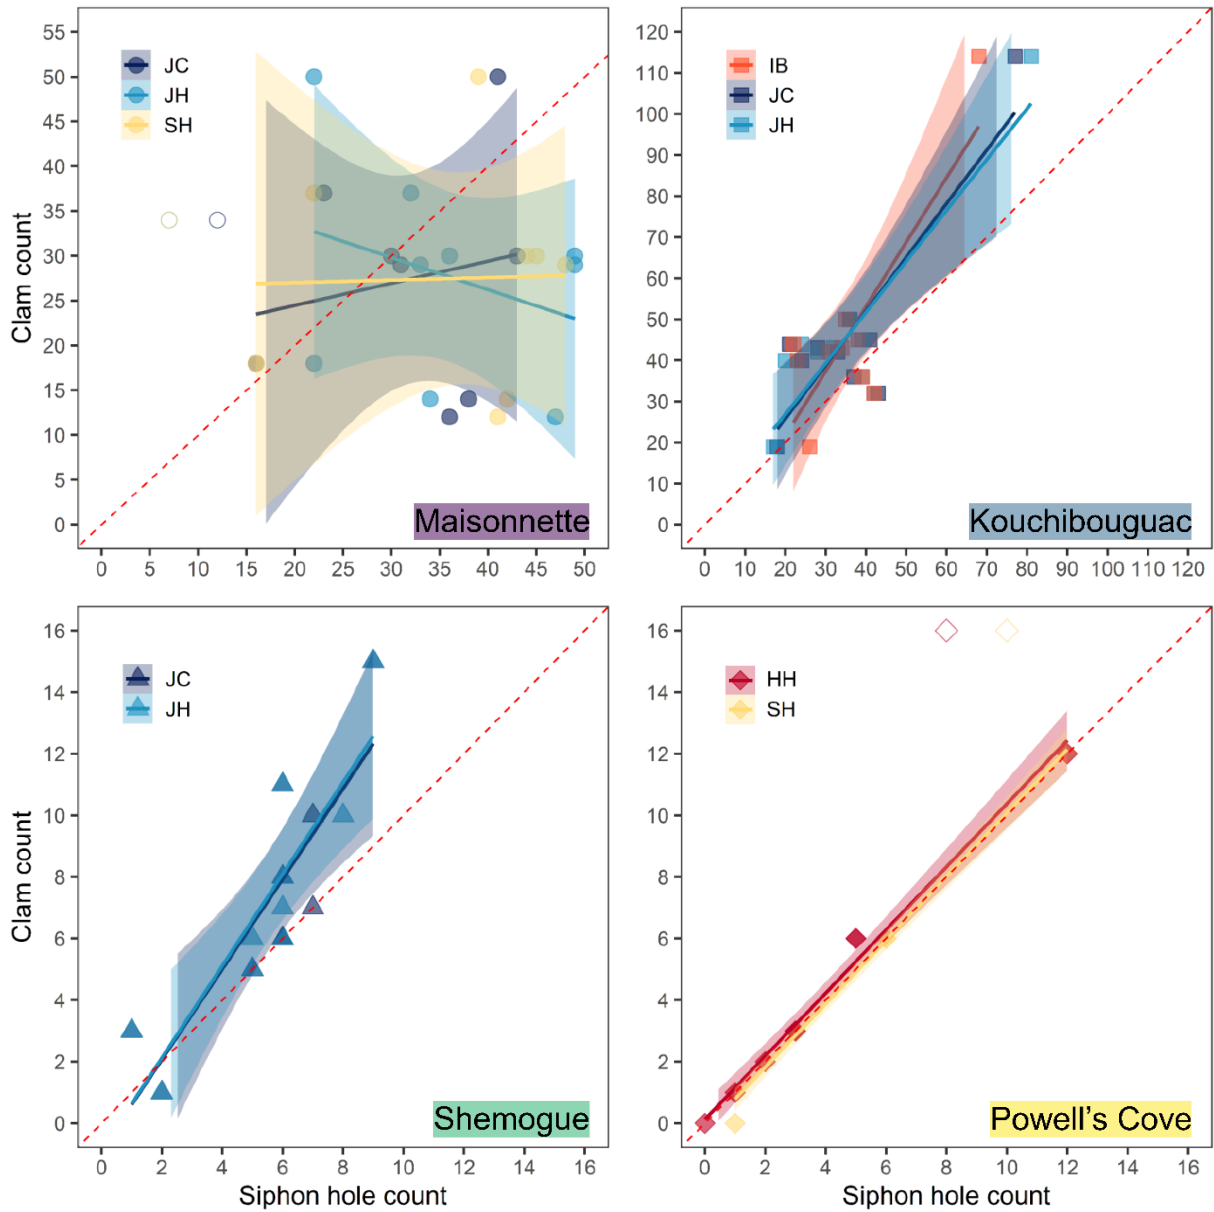 Clam count
55
50
45
40
35
30
25
20
15
10
5
0
JC
JH
SH
Maisonnette
0 5 10 15 20 25 30 35 40 45 50
120
110
100
90
80
70
60
50
40
30
20
10
0
IB
JC
JH
Kouchibouguac
0 10 20 30 40 50 60 70 80 90 100 110 120
Clam count
16
14
12
10
8
6
4
2
0
JC
JH
Shemogue
0 2 4 6 8 10 12 14 16
Siphon hole count
16
14
12
10
8
6
4
2
0
HH
SH
Powell's Cove
0 2 4 6 8 10 12 14 16
Siphon hole count